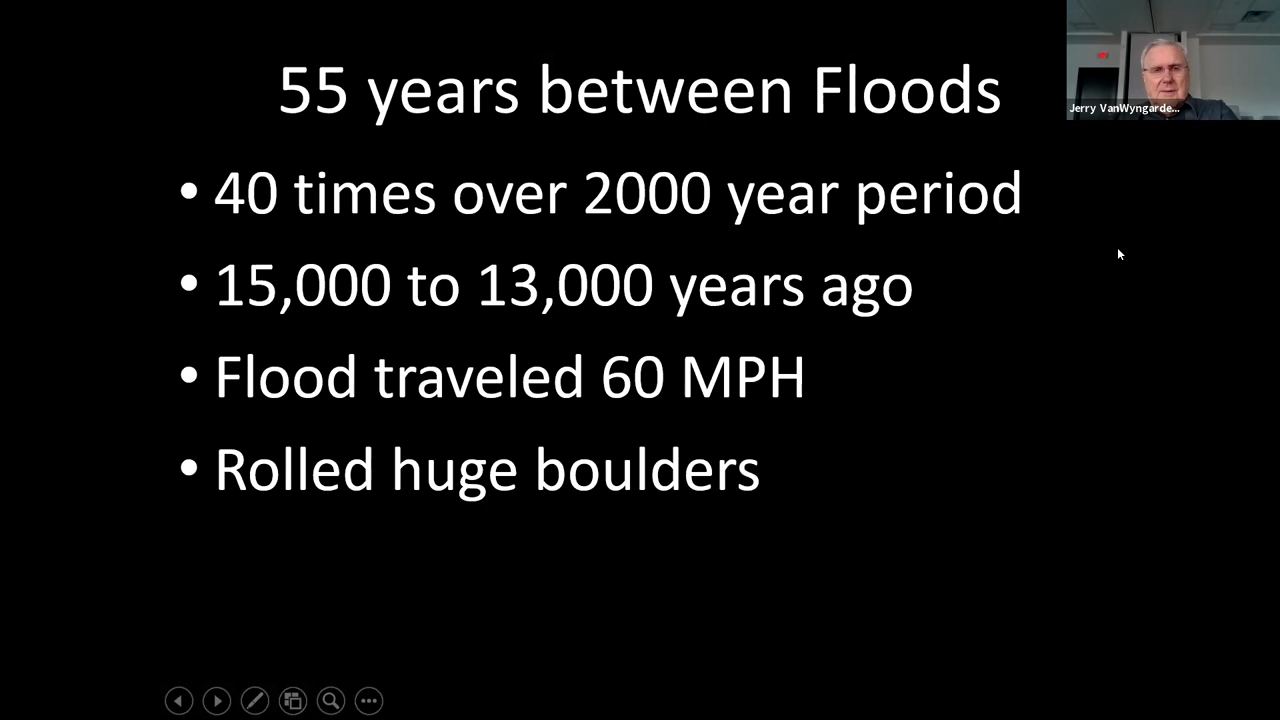 55 years between Floods
Jerry VanWyngarde...
• 40 times over 2000 year period
• 15,000 to 13,000 years ago
• Flood traveled 60 MPH
• Rolled huge boulders